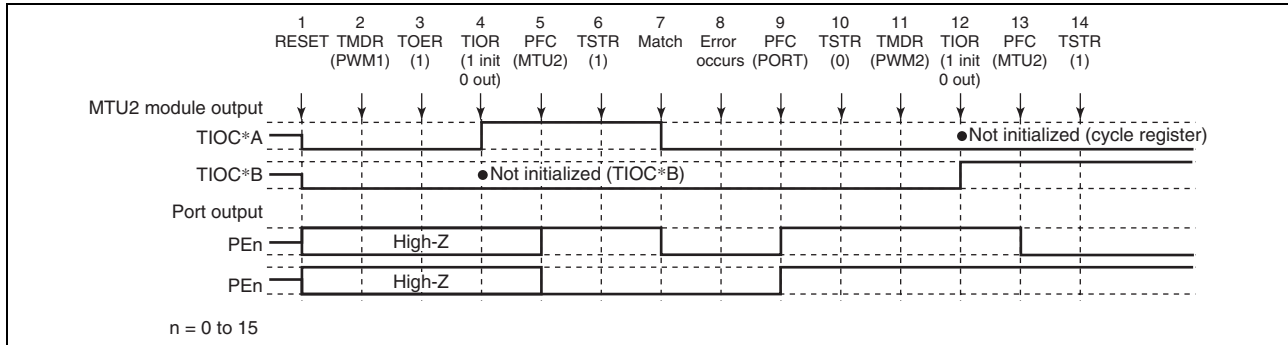 1 2 3 4 5 6 7 8 9 10 11 12 13 14
RESET TMDR TOER TIOR PFC TSTR Match Error PFC TSTR TMDR TIOR PFC TSTR
(PWM1) (1) (1 init (MTU2) (1) occurs (PORT) (0) (PWM2) (1 init (MTU2) (1)
0 out) 0 out)
MTU2 module output
TIOC*A ●Not initialized (cycle register)
TIOC*B ●Not initialized (TIOC*B)
Port output
PEn High-Z
PEn High-Z
n = 0 to 15